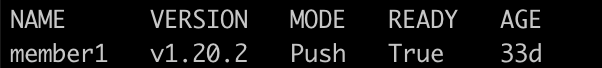 NAME VERSION MODE READY AGE
member1 v1.20.2 Push True 33d